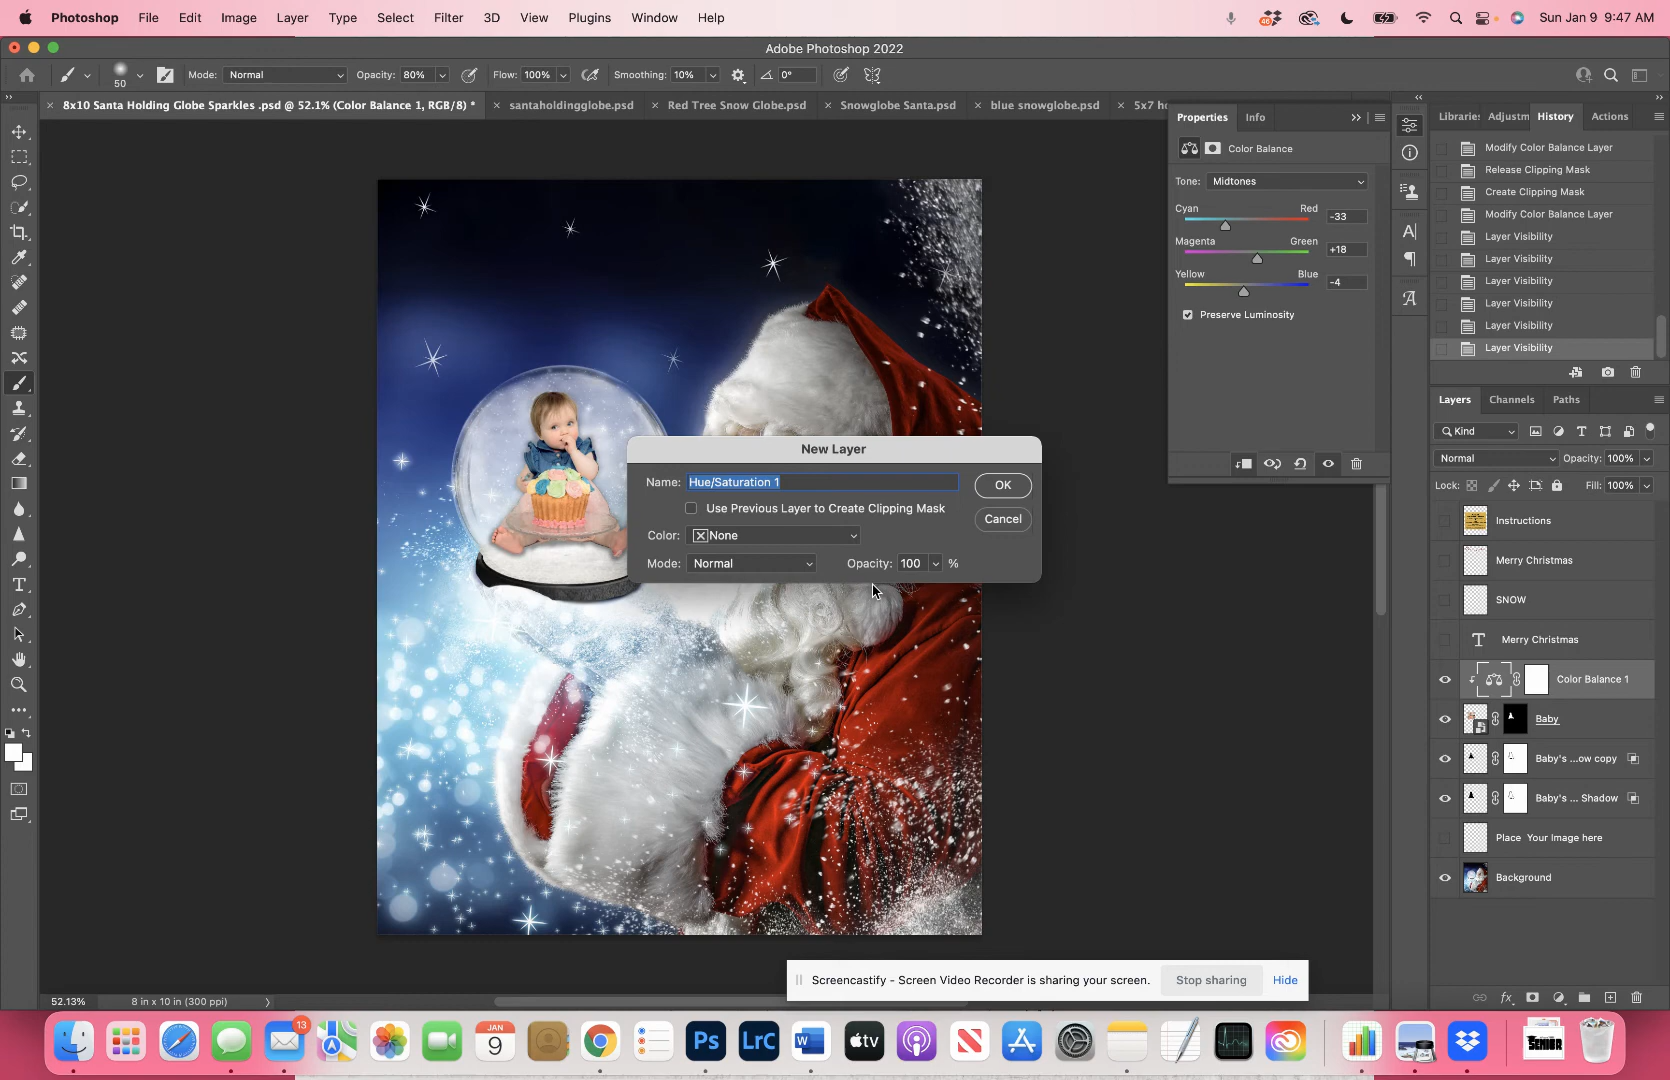 Photoshop File Edit Image Layer Type Select Filter 3D View Plugins Window Help 46 Sun Jan 9 9:47 AM
Adobe Photoshop 2022
50 Mode: Normal Opacity: 80% Flow: 100% Smoothing: 10% 0°
8x10 Santa Holding Globe Sparkles .psd @ 52.1% (Color Balance 1, RGB/8) * santaholdingglobe.psd Red Tree Snow Globe.psd Snowglobe Santa.psd blue snowglobe.psd 5x7 ho
Properties Info
Color Balance
Tone: Midtones
Cyan Red -33
Magenta Green +18
Yellow Blue -4
Preserve Luminosity
Libraries Adjustm History Actions
Modify Color Balance Layer
Release Clipping Mask
Create Clipping Mask
Modify Color Balance Layer
Layer Visibility
Layer Visibility
Layer Visibility
Layer Visibility
Layer Visibility
Layer Visibility
Layers Channels Paths
Kind
Normal Opacity: 100%
Lock: Fill: 100%
Instructions
Merry Christmas
SNOW
Merry Christmas
Color Balance 1
Baby
Baby's ...ow copy
Baby's ... Shadow
Place Your Image here
Background
New Layer
Name: Hue/Saturation 1 OK
Use Previous Layer to Create Clipping Mask
Cancel
Color: None
Mode: Normal Opacity: 100 %
Screencastify - Screen Video Recorder is sharing your screen. Stop sharing Hide
52.13% 8 in x 10 in (300 ppi)
13 JAN 9 Ps LrC W tv SENIOR